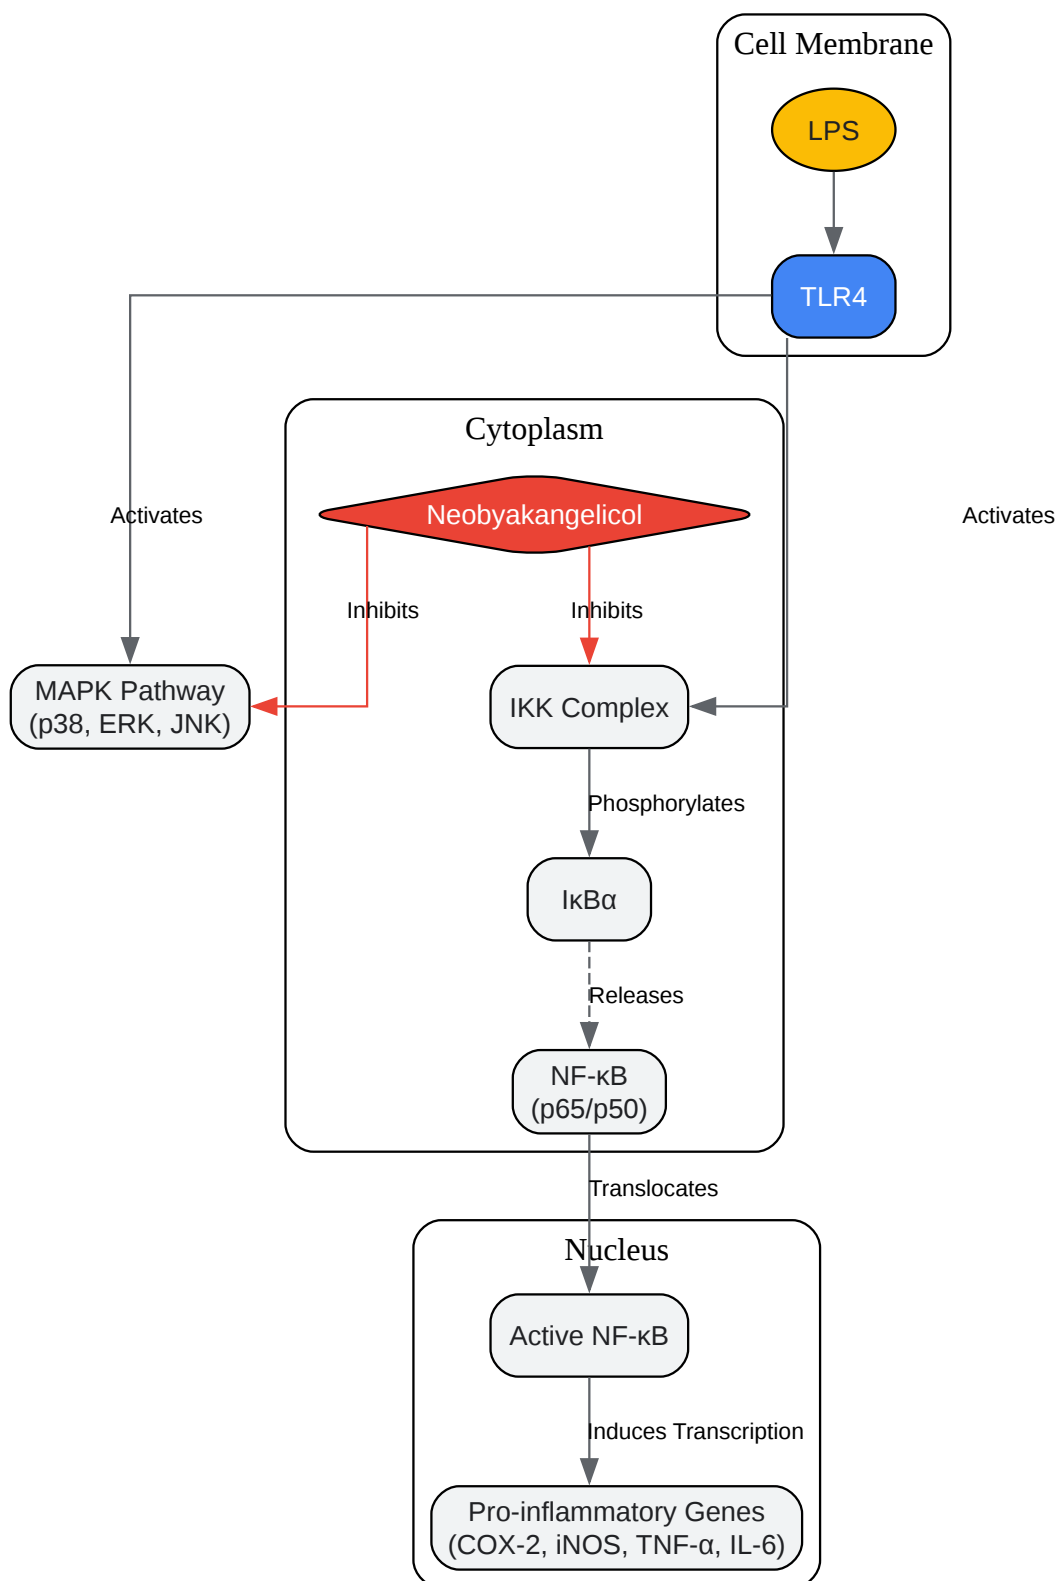 Cell Membrane
LPS
TLR4
Cytoplasm
Neobyakangelicol
Activates
Activates
Inhibits
Inhibits
MAPK Pathway
(p38, ERK, JNK)
IKK Complex
Phosphorylates
IκBα
Releases
NF-κB
(p65/p50)
Translocates
Nucleus
Active NF-κB
Induces Transcription
Pro-inflammatory Genes
(COX-2, iNOS, TNF-α, IL-6)